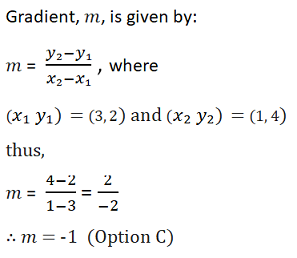 Gradient, m, is given by:
m = y₂−y₁/x₂−x₁ , where
(x₁ y₁) = (3, 2) and (x₂ y₂) = (1, 4)
thus,
m = 4−2/1−3 = 2/−2
∴ m = -1 (Option C)